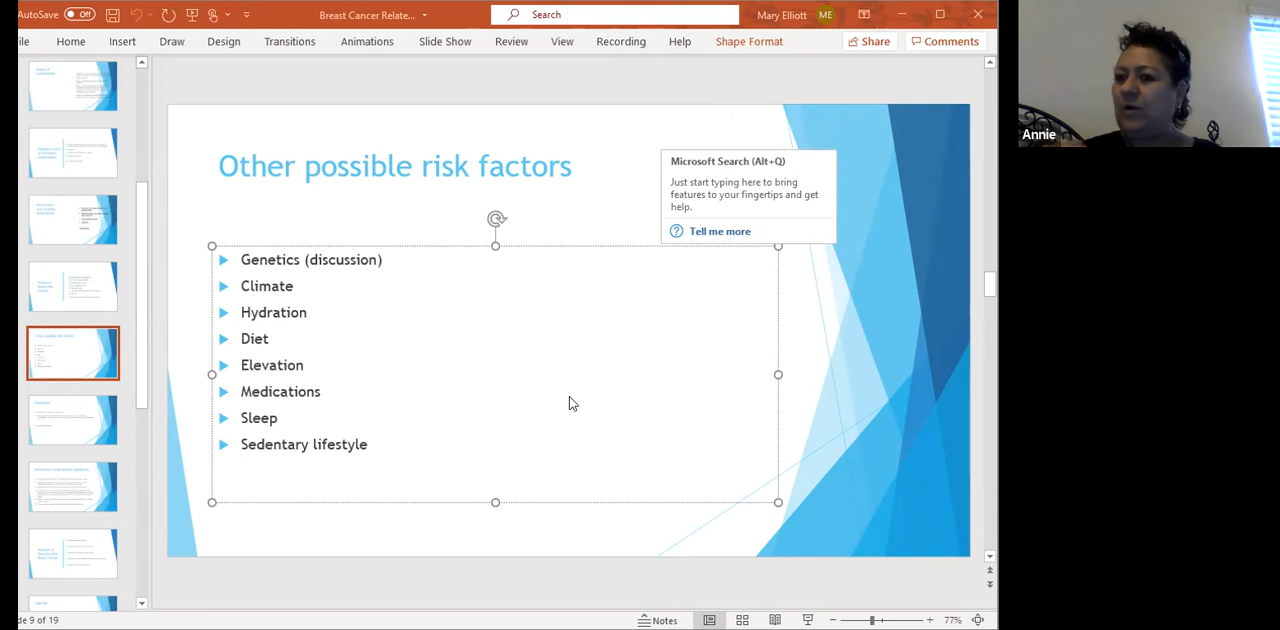 AutoSave Off
Breast Cancer Relate...
Search
Mary Elliott ME
ile Home Insert Draw Design Transitions Animations Slide Show Review View Recording Help Shape Format Share Comments
Other possible risk factors
Microsoft Search (Alt+Q)
Just start typing here to bring
features to your fingertips and get
help.
Tell me more
Genetics (discussion)
Climate
Hydration
Diet
Elevation
Medications
Sleep
Sedentary lifestyle
Annie
de 9 of 19
Notes
77%